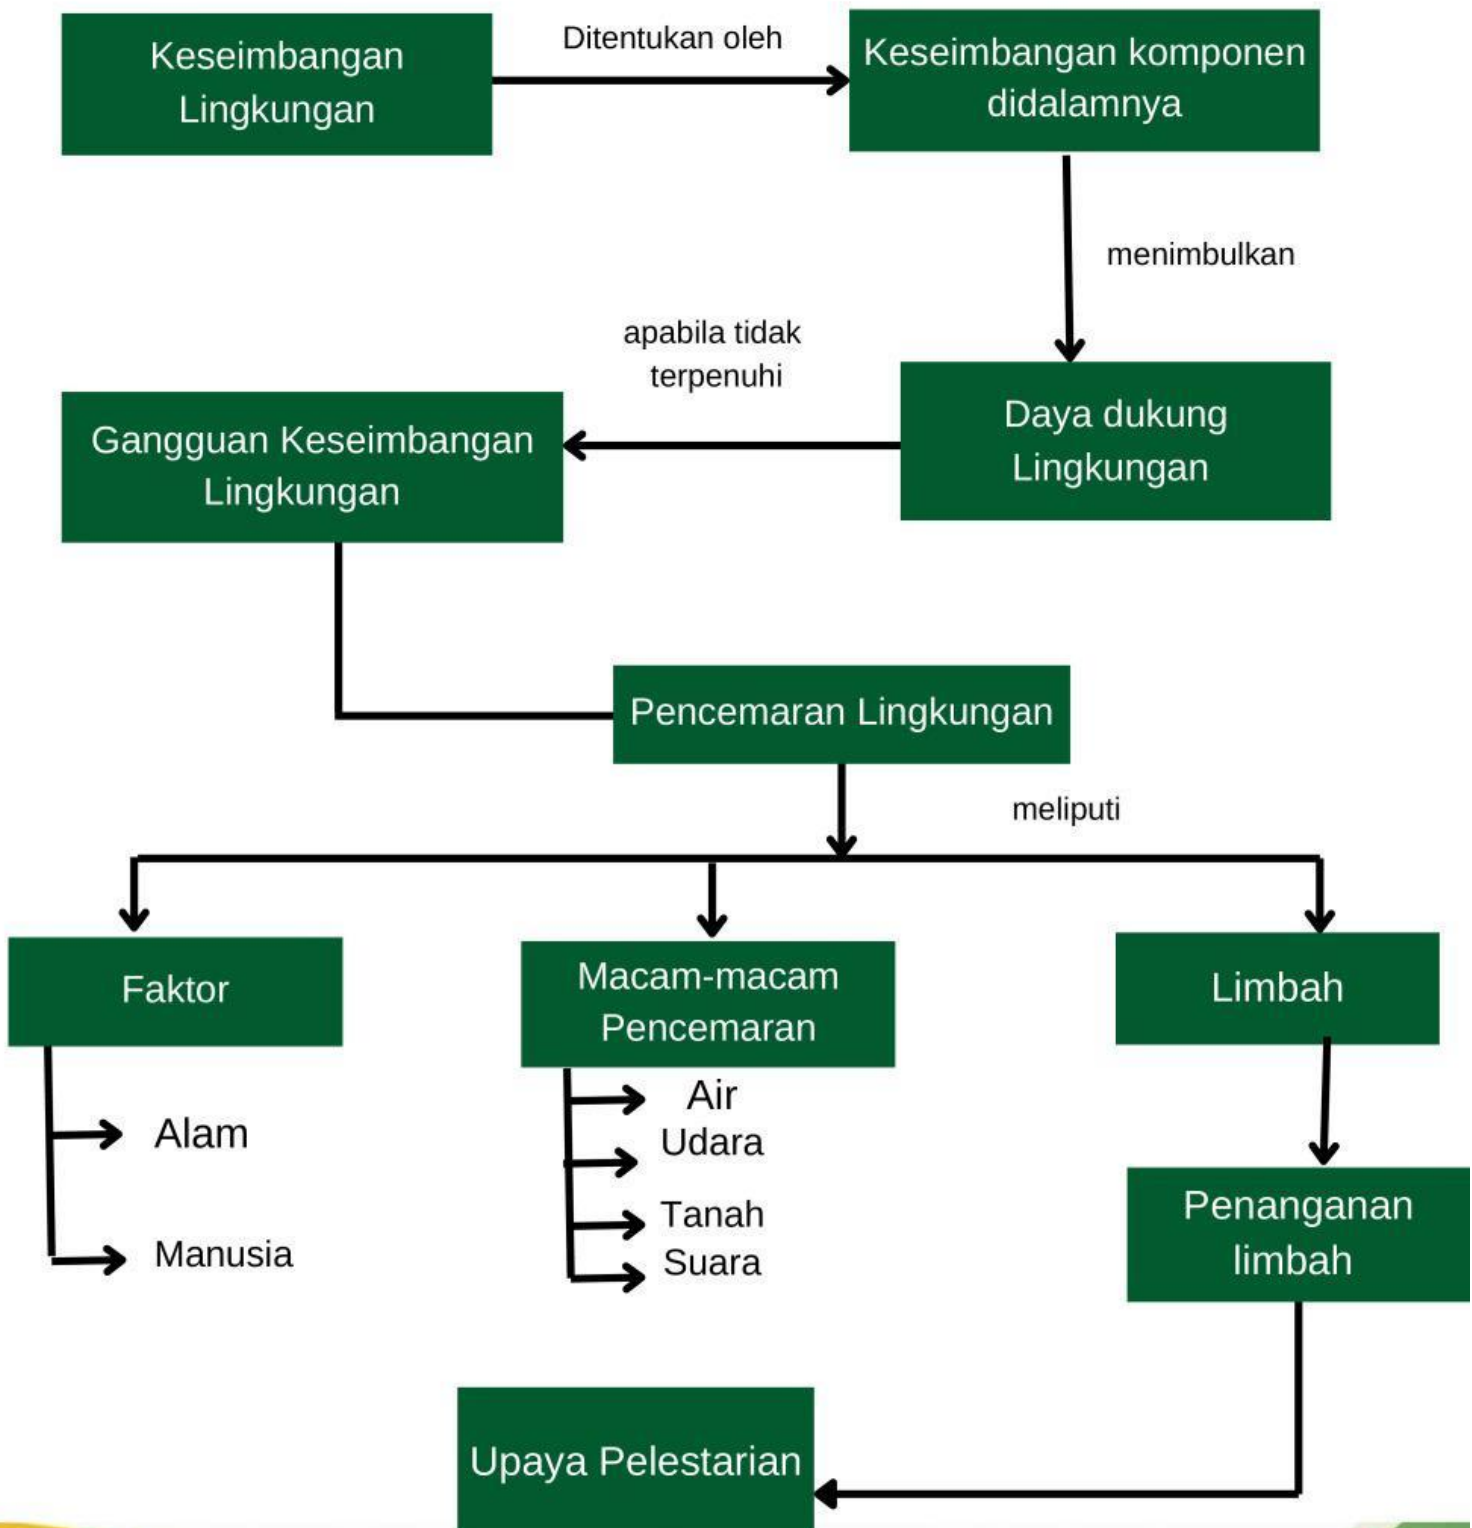 Keseimbangan
Lingkungan
Ditentukan oleh
Keseimbangan komponen
didalamnya
menimbulkan
apabila tidak
terpenuhi
Gangguan Keseimbangan
Lingkungan
Daya dukung
Lingkungan
Pencemaran Lingkungan
meliputi
Faktor
Alam
Manusia
Macam-macam
Pencemaran
Air
Udara
Tanah
Suara
Limbah
Penanganan
limbah
Upaya Pelestarian